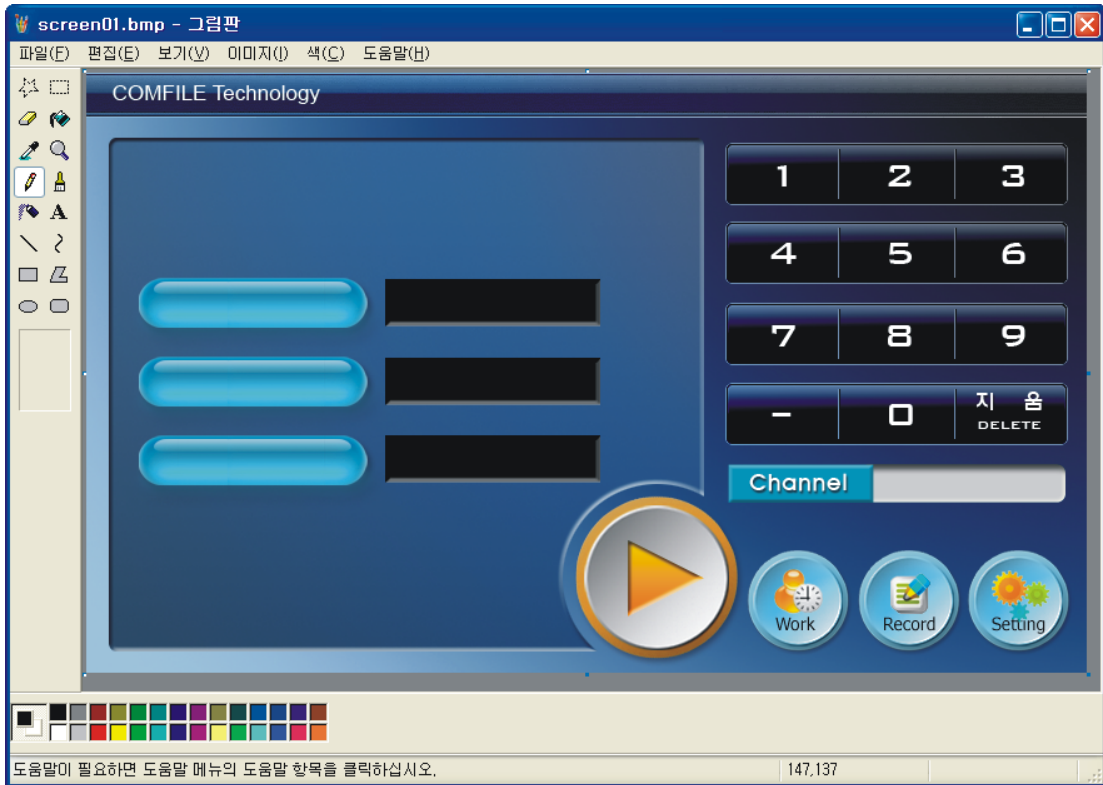 screen01.bmp - 그림판
파일(F) 편집(E) 보기(V) 이미지(I) 색(C) 도움말(H)
A
COMFILE Technology
1 2 3
4 5 6
7 8 9
- 0 지 움
DELETE
Channel
Work Record Setting
도움말이 필요하면 도움말 메뉴의 도움말 항목을 클릭하십시오.
147,137